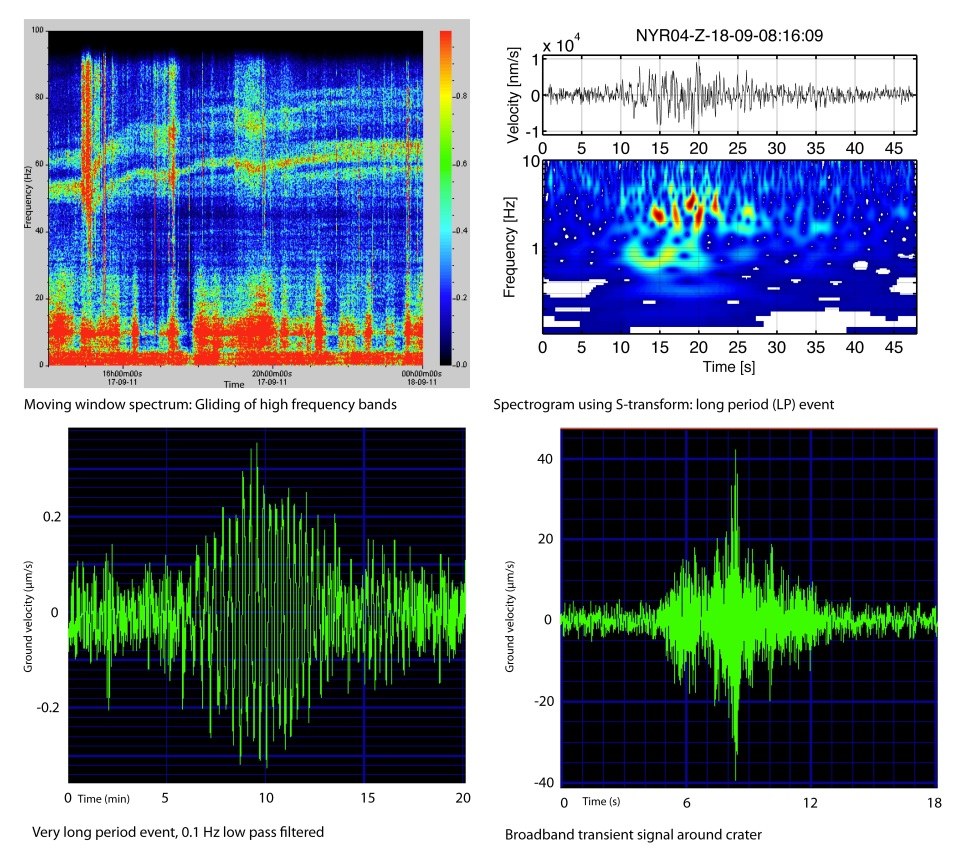 100
80
60
40
20
0
Frequency (Hz)
0.8
0.6
0.4
0.2
0.0
16h00m00s
17-09-11
20h00m00s
17-09-11
00h00m00s
18-09-11
Time
Moving window spectrum: Gliding of high frequency bands
NYR04-Z-18-09-08:16:09
x 10⁴
Velocity [nm/s]
1
0
-1
0 5 10 15 20 25 30 35 40 45
10
1
Frequency [Hz]
0 5 10 15 20 25 30 35 40 45
Time [s]
Spectrogram using S-transform: long period (LP) event
0.2
0
-0.2
Ground velocity (µm/s)
0 Time (min) 5 10 15 20
Very long period event, 0.1 Hz low pass filtered
40
20
0
-20
-40
Ground velocity (µm/s)
0 Time (s) 6 12 18
Broadband transient signal around crater